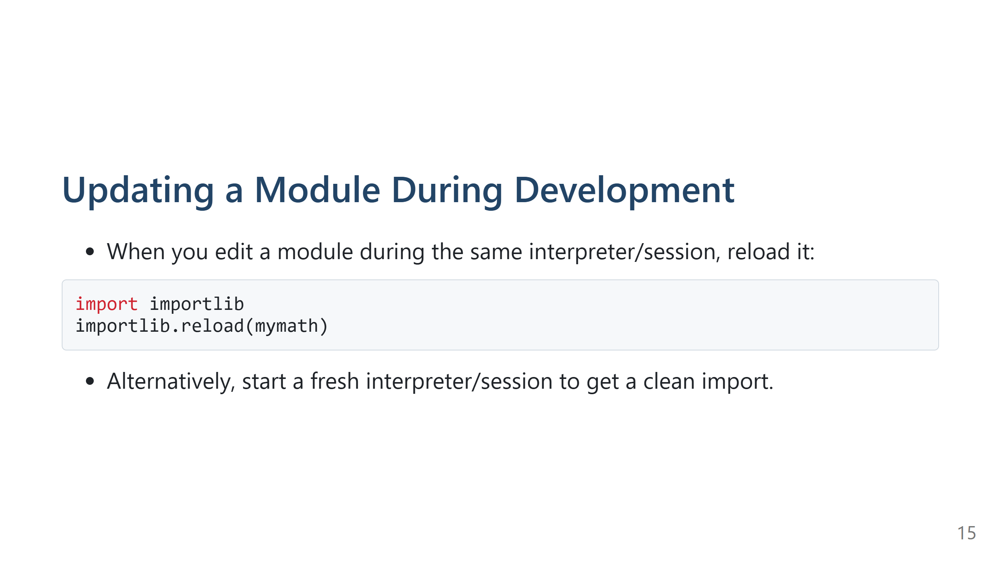 Updating a Module During Development
• When you edit a module during the same interpreter/session, reload it:
import importlib
importlib.reload(mymath)
• Alternatively, start a fresh interpreter/session to get a clean import.
15